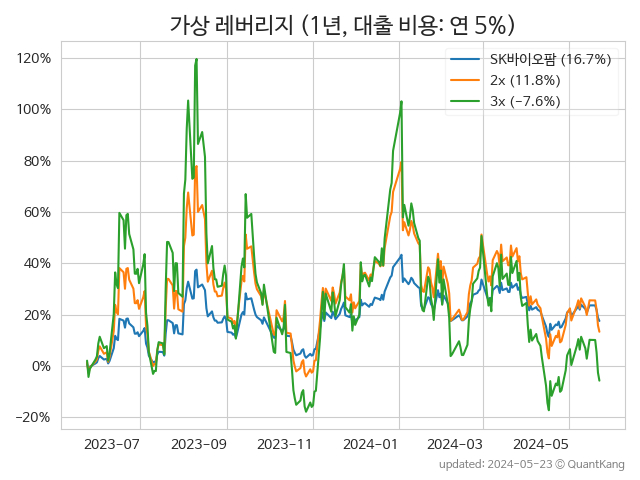 가상 레버리지 (1년, 대출 비용: 연 5%)
120%
100%
80%
60%
40%
20%
0%
−20%
SK바이오팜 (16.7%)
2x (11.8%)
3x (−7.6%)
2023-07
2023-09
2023-11
2024-01
2024-03
2024-05
updated: 2024-05-23 ⓒ QuantKang